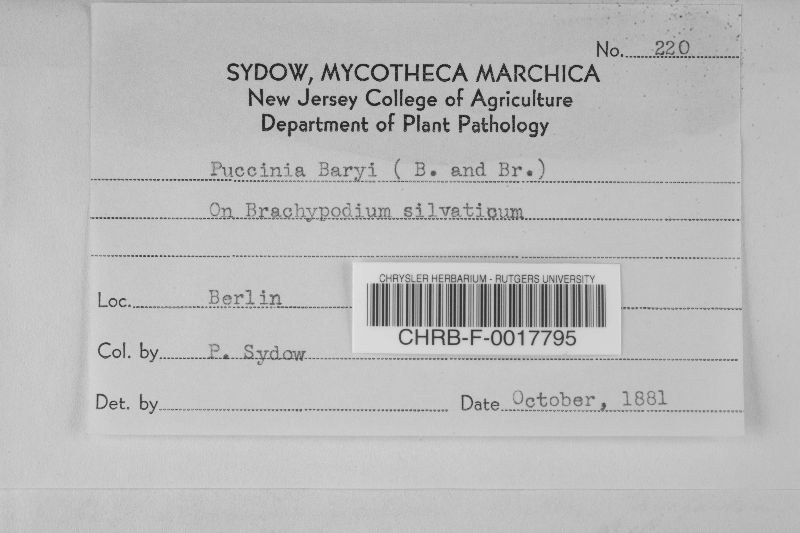 No. 220
SYDOW, MYCOTHECA MARCHICA
New Jersey College of Agriculture
Department of Plant Pathology
Puccinia Baryi ( B. and Br.)
On Brachypodium silvaticum
Loc. Berlin
CHRYSLER HERBARIUM - RUTGERS UNIVERSITY
CHRB-F-0017795
Col. by P. Sydow
Det. by
Date October, 1881